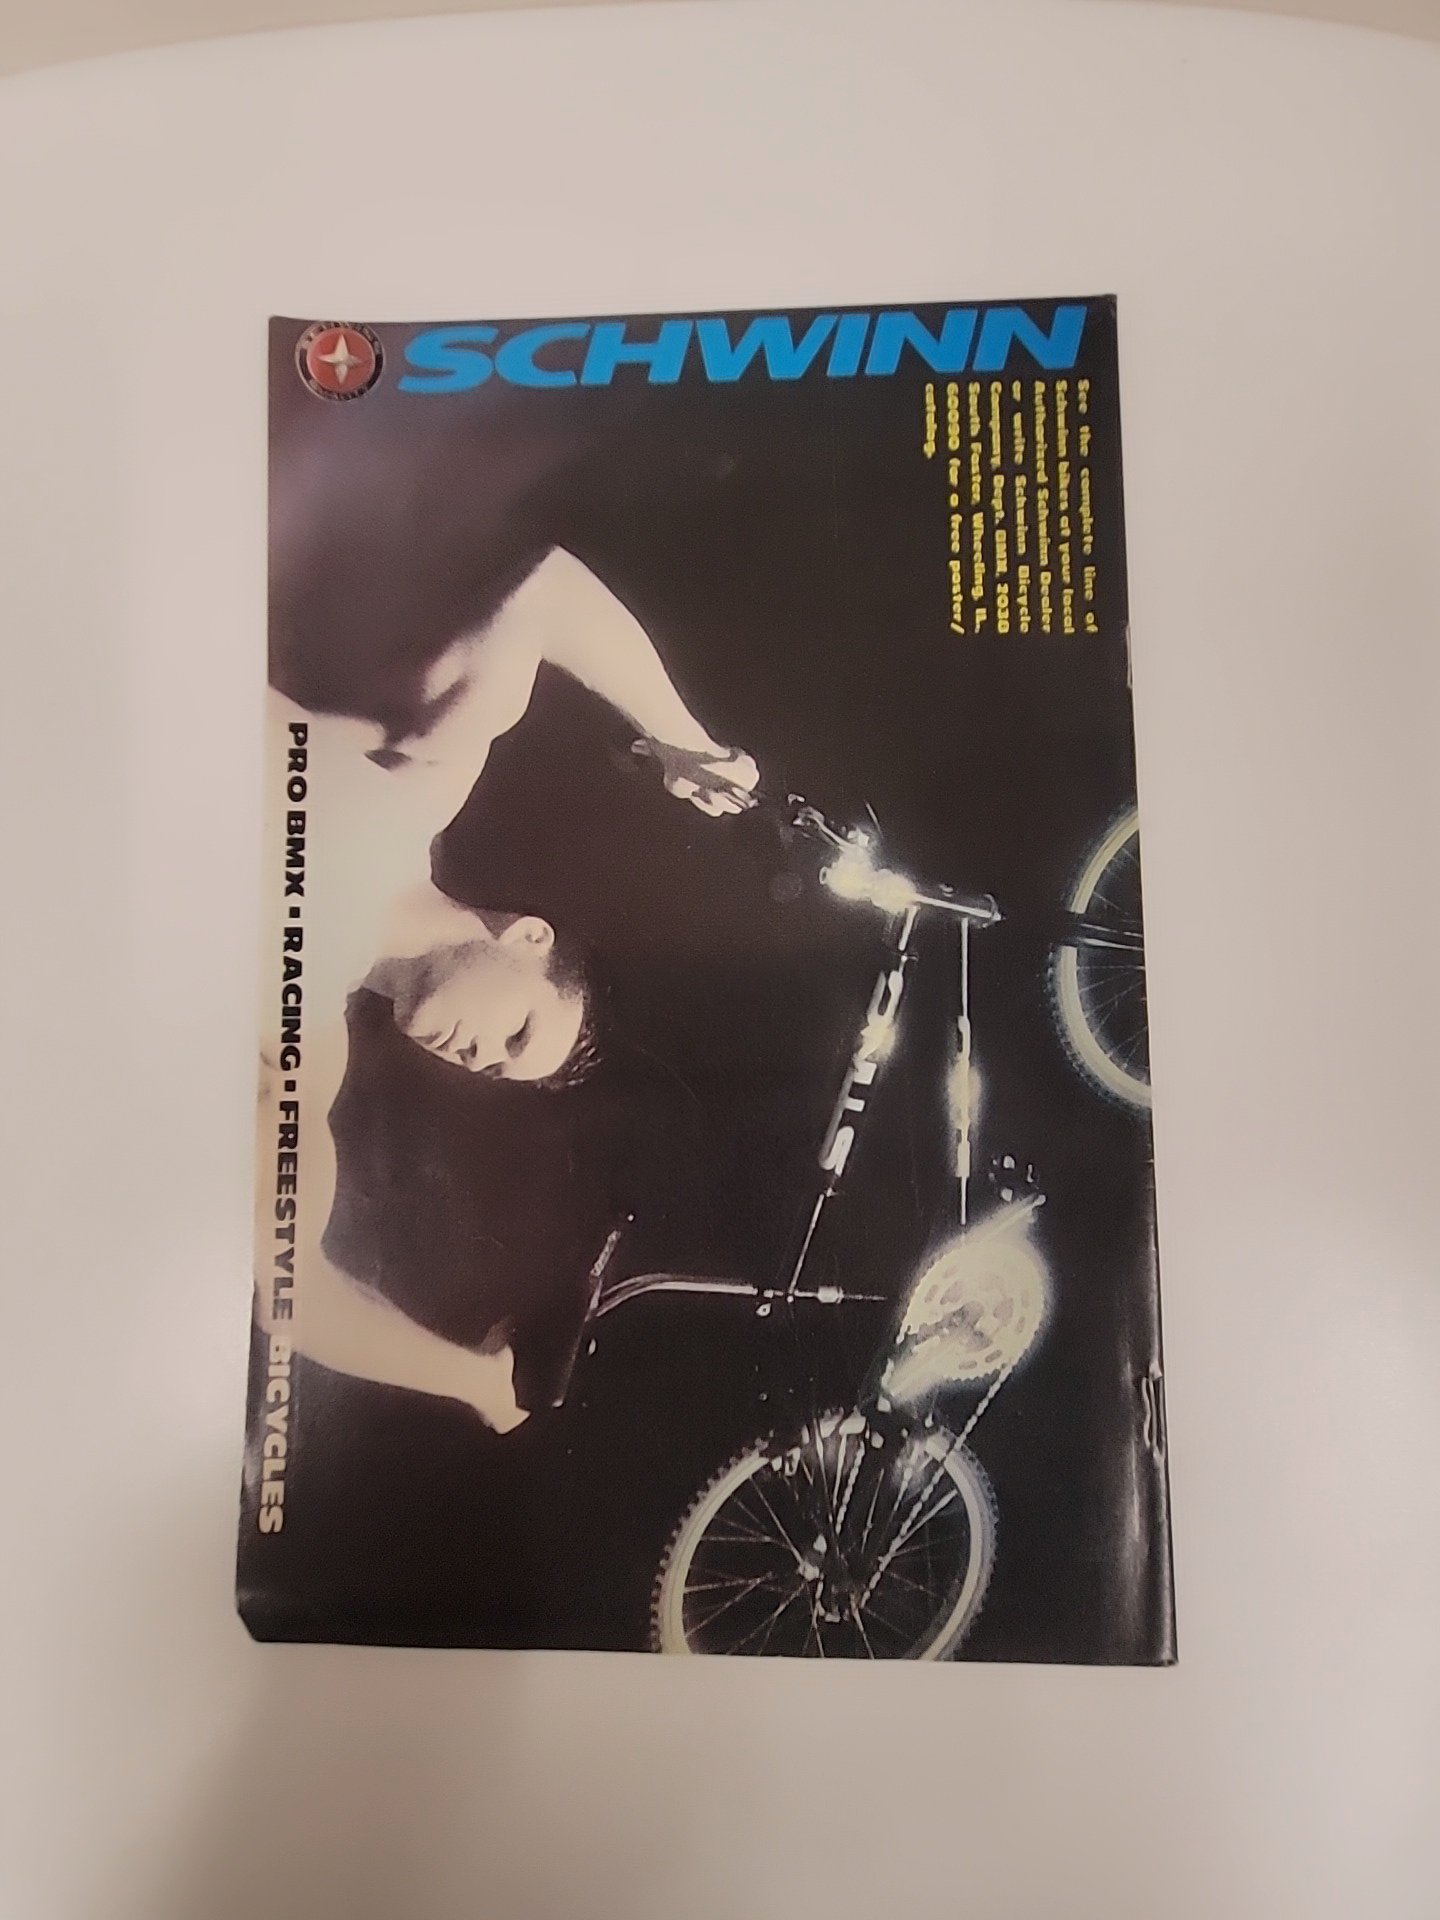 SCHWINN
See the complete line of
Schwinn bikes at your local
Authorized Schwinn Dealer
or write Schwinn Bicycle
Company, Dept. BMX, 2030
South Foster, Wheeling, IL,
60090 for a free poster/
catalog.
PRO BMX ▪ RACING ▪ FREESTYLE BICYCLES